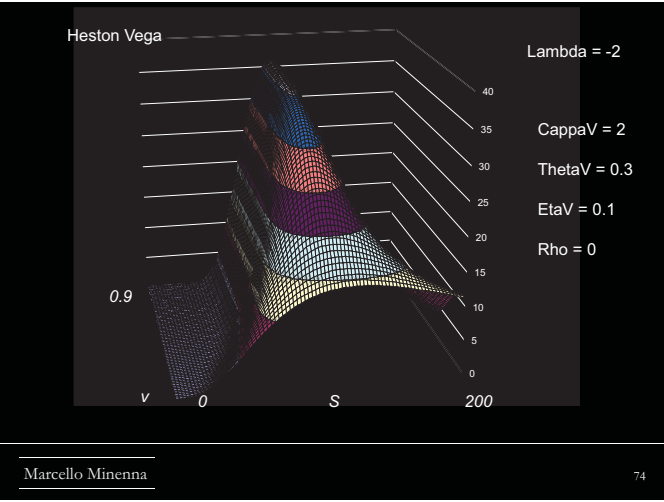 Heston Vega
Lambda = -2
40
35
CappaV = 2
30
ThetaV = 0.3
25
EtaV = 0.1
20
Rho = 0
15
0.9
10
5
0
v
0
S
200
Marcello Minenna
74